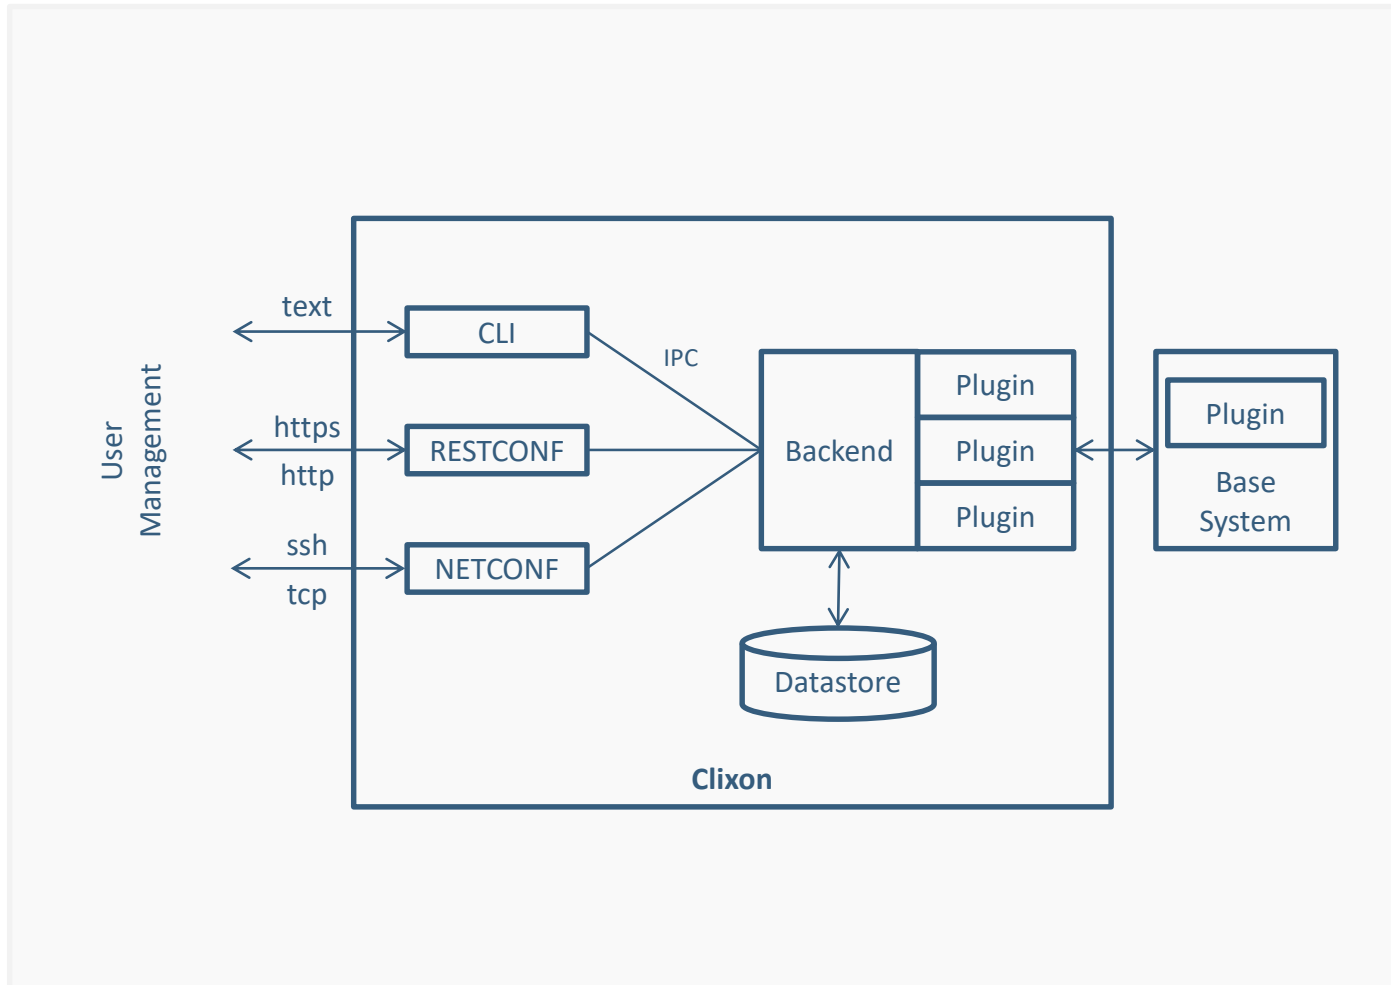 User
Management
text
https
http
ssh
tcp
CLI
RESTCONF
NETCONF
IPC
Backend
Plugin
Plugin
Plugin
Datastore
Clixon
Plugin
Base
System